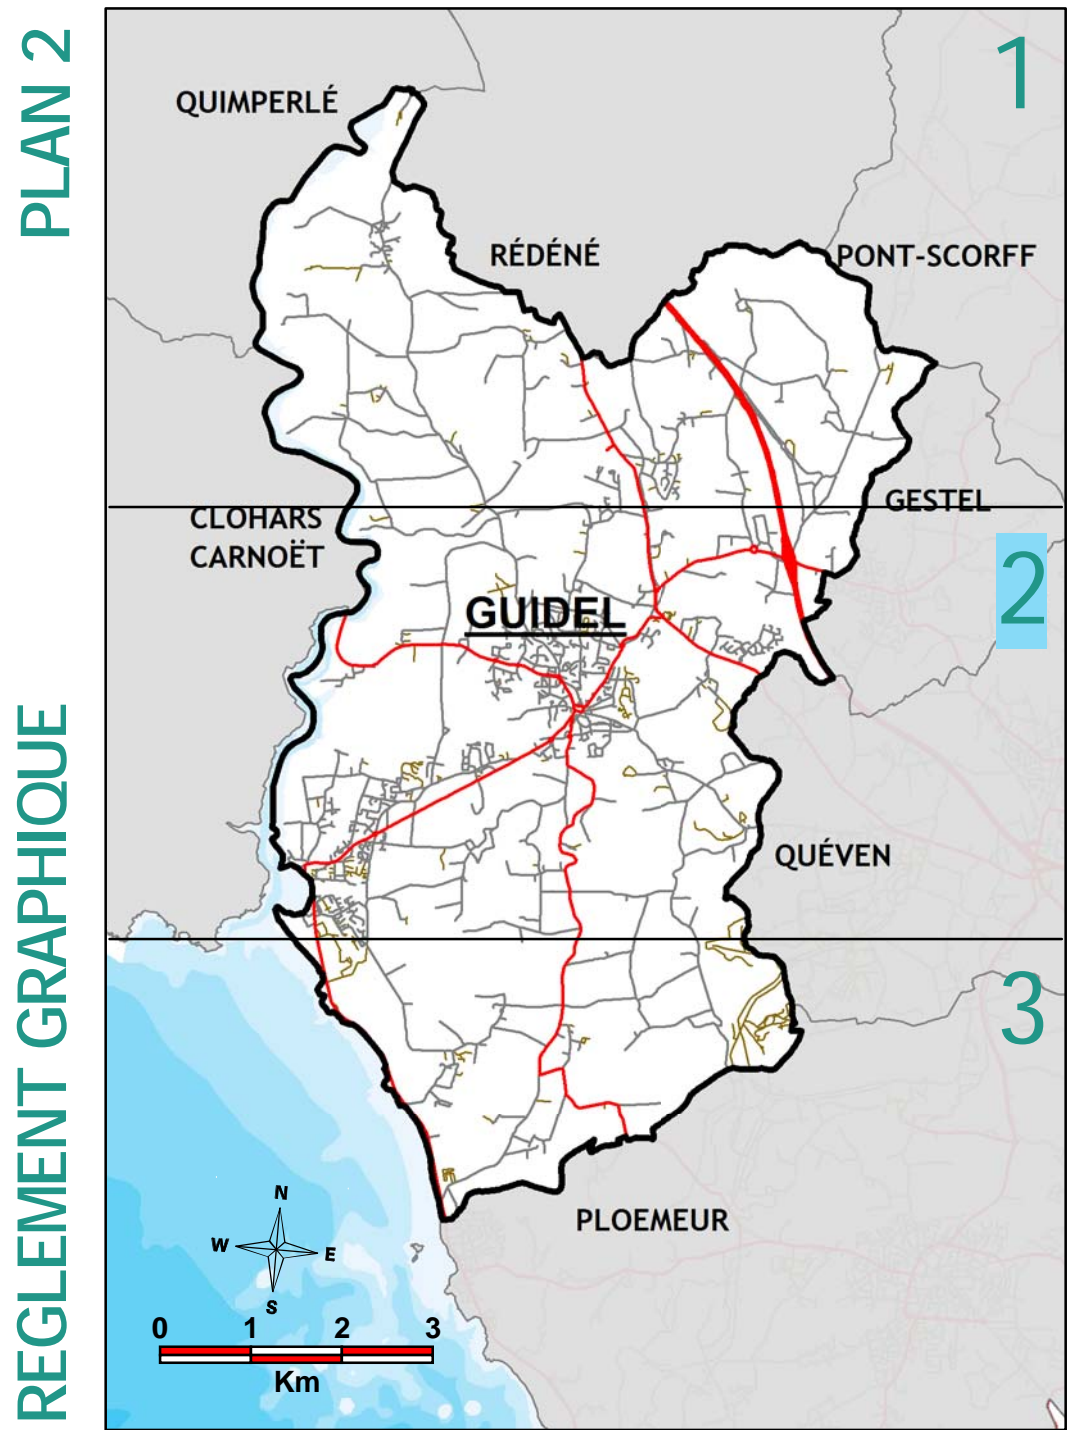 PLAN 2
REGLEMENT GRAPHIQUE
1
QUIMPERLÉ
RÉDÉNÉ
PONT-SCORFF
GESTEL
CLOHARS
CARNOËT
2
GUIDEL
QUÉVEN
3
PLOEMEUR
N
W E
S
0 1 2 3
Km